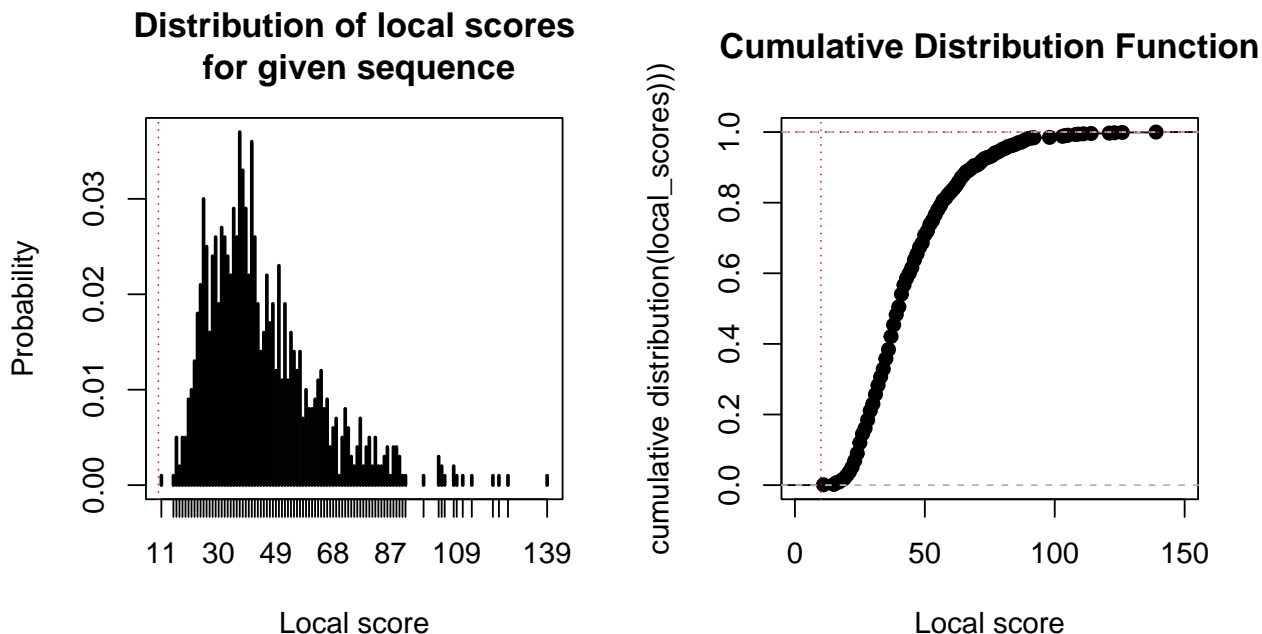 Distribution of local scores
for given sequence
Probability
0.00
0.01
0.02
0.03
11 30 49 68 87 109 139
Local score
Cumulative Distribution Function
cumulative distribution(local_scores)))
0.0
0.2
0.4
0.6
0.8
1.0
0 50 100 150
Local score